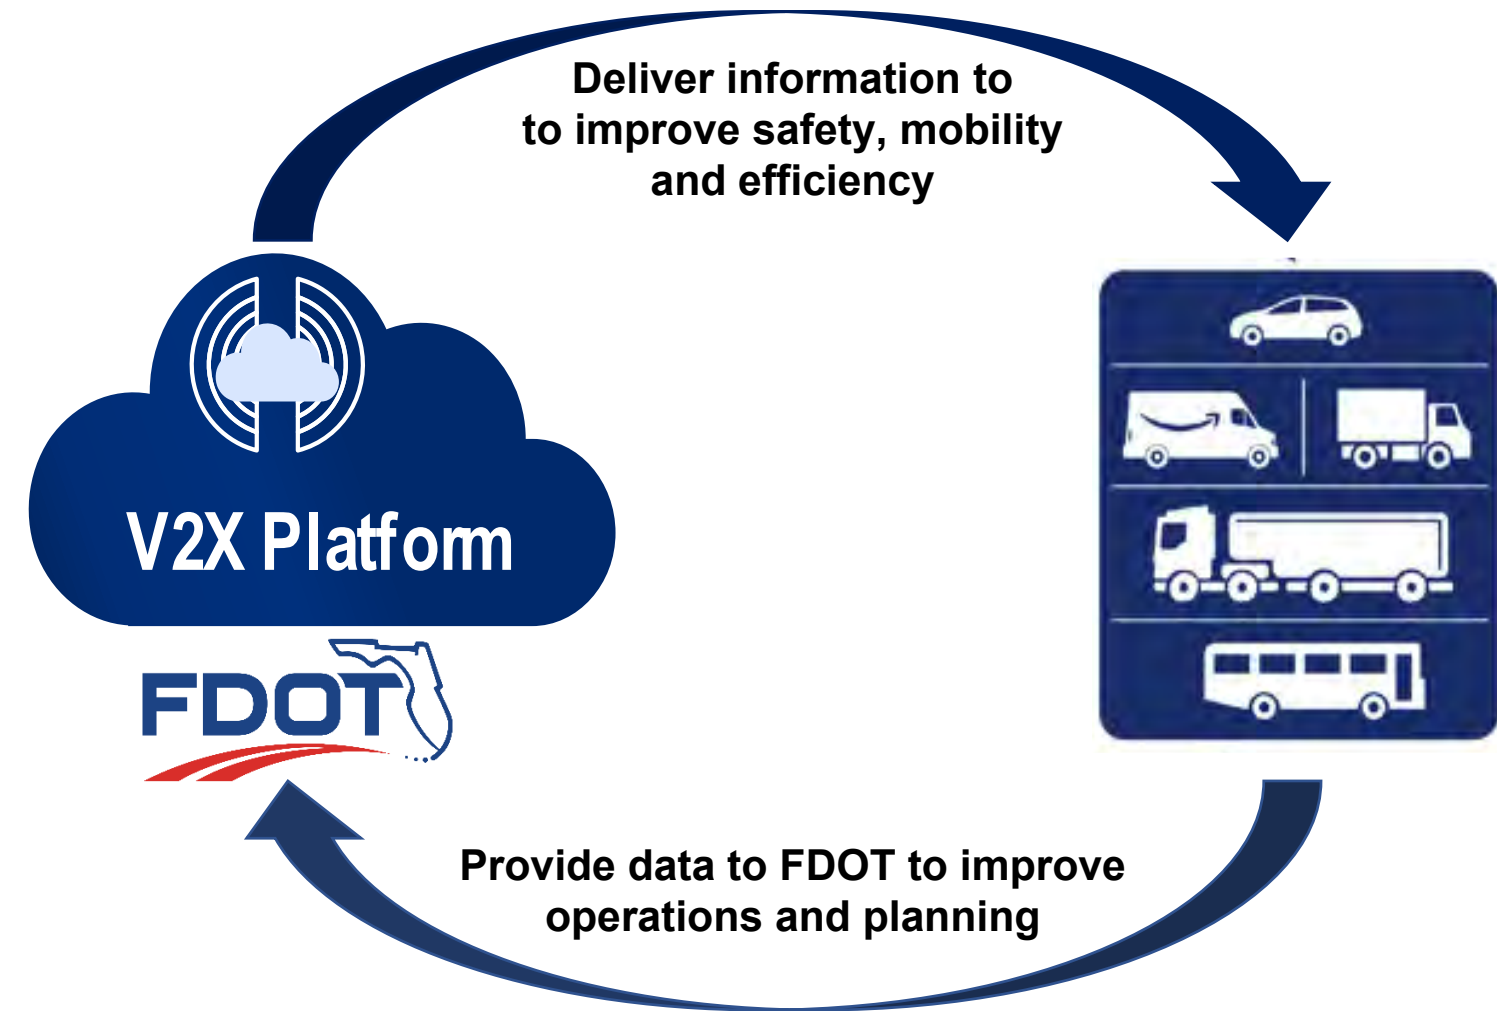 Deliver information to
to improve safety, mobility
and efficiency
V2X Platform
FDOT
Provide data to FDOT to improve
operations and planning